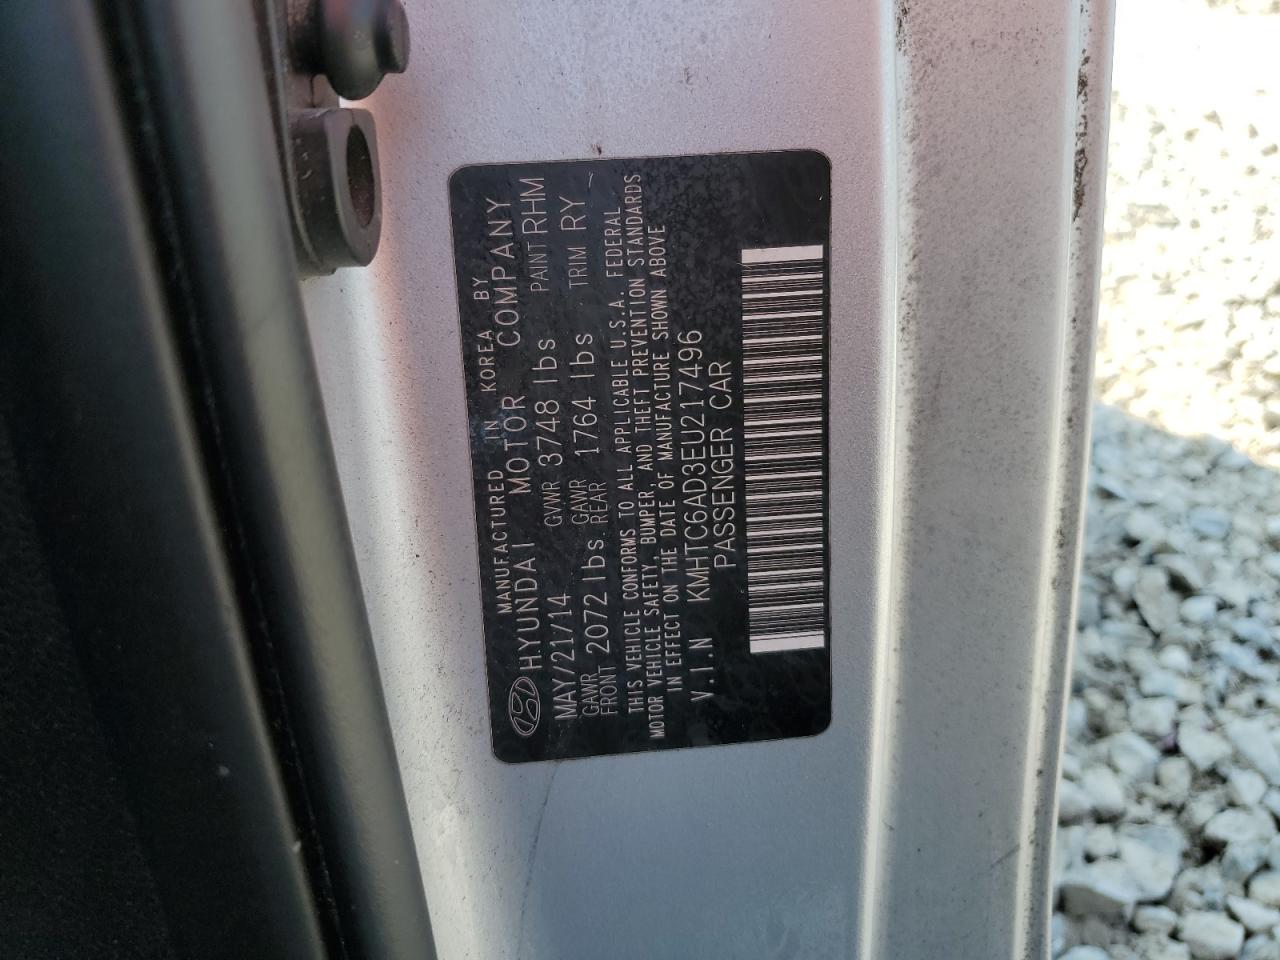 MANUFACTURED IN KOREA BY
HYUNDAI MOTOR COMPANY
MAY/21/14 GVWR 3748 lbs PAINT RHM
GAWR FRONT 2072 lbs GAWR REAR 1764 lbs TRIM RY
THIS VEHICLE CONFORMS TO ALL APPLICABLE U.S.A. FEDERAL
MOTOR VEHICLE SAFETY, BUMPER, AND THEFT PREVENTION STANDARDS
IN EFFECT ON THE DATE OF MANUFACTURE SHOWN ABOVE
V.I.N KMHTC6AD3EU217496
PASSENGER CAR